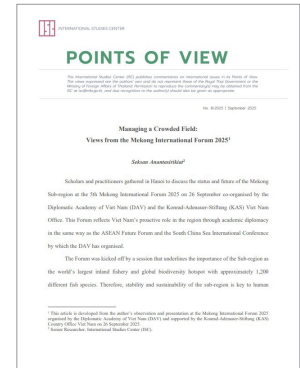 INTERNATIONAL STUDIES CENTER
POINTS OF VIEW
The International Studies Center (ISC) publishes commentaries on international issues in its Points of View.
The views expressed are the authors' own and do not represent those of the Royal Thai Government or the
Ministry of Foreign Affairs of Thailand. Permission to reproduce the commentary(s) may be obtained from the
ISC at and due recognition to the author(s) should also be given as appropriate.
No. 8/2025 | September 2025
Managing a Crowded Field:
Views from the Mekong International Forum 2025¹
Seksan Anantasirikiat²
Scholars and practitioners gathered in Hanoi to discuss the status and future of the Mekong
Sub-region at the 5th Mekong International Forum 2025 on 26 September co-organised by the
Diplomatic Academy of Viet Nam (DAV) and the Konrad-Adenauer-Stiftung (KAS) Viet Nam
Office. This Forum reflects Viet Nam's proactive role in the region through academic diplomacy
in the same way as the ASEAN Future Forum and the South China Sea International Conference
by which the DAV has organised.
The Forum was kicked off by a session that underlines the importance of the Sub-region as
the world's largest inland fishery and global biodiversity hotspot with approximately 1,200
different fish species. Therefore, stability and sustainability of the sub-region is key to human
¹ This article is developed from the author's observation and presentation at the Mekong International Forum 2025
organised by the Diplomatic Academy of Viet Nam (DAV) and supported by the Konrad-Adenauer-Stiftung (KAS)
Country Office Viet Nam on 26 September 2025.
² Senior Researcher, International Studies Center (ISC)